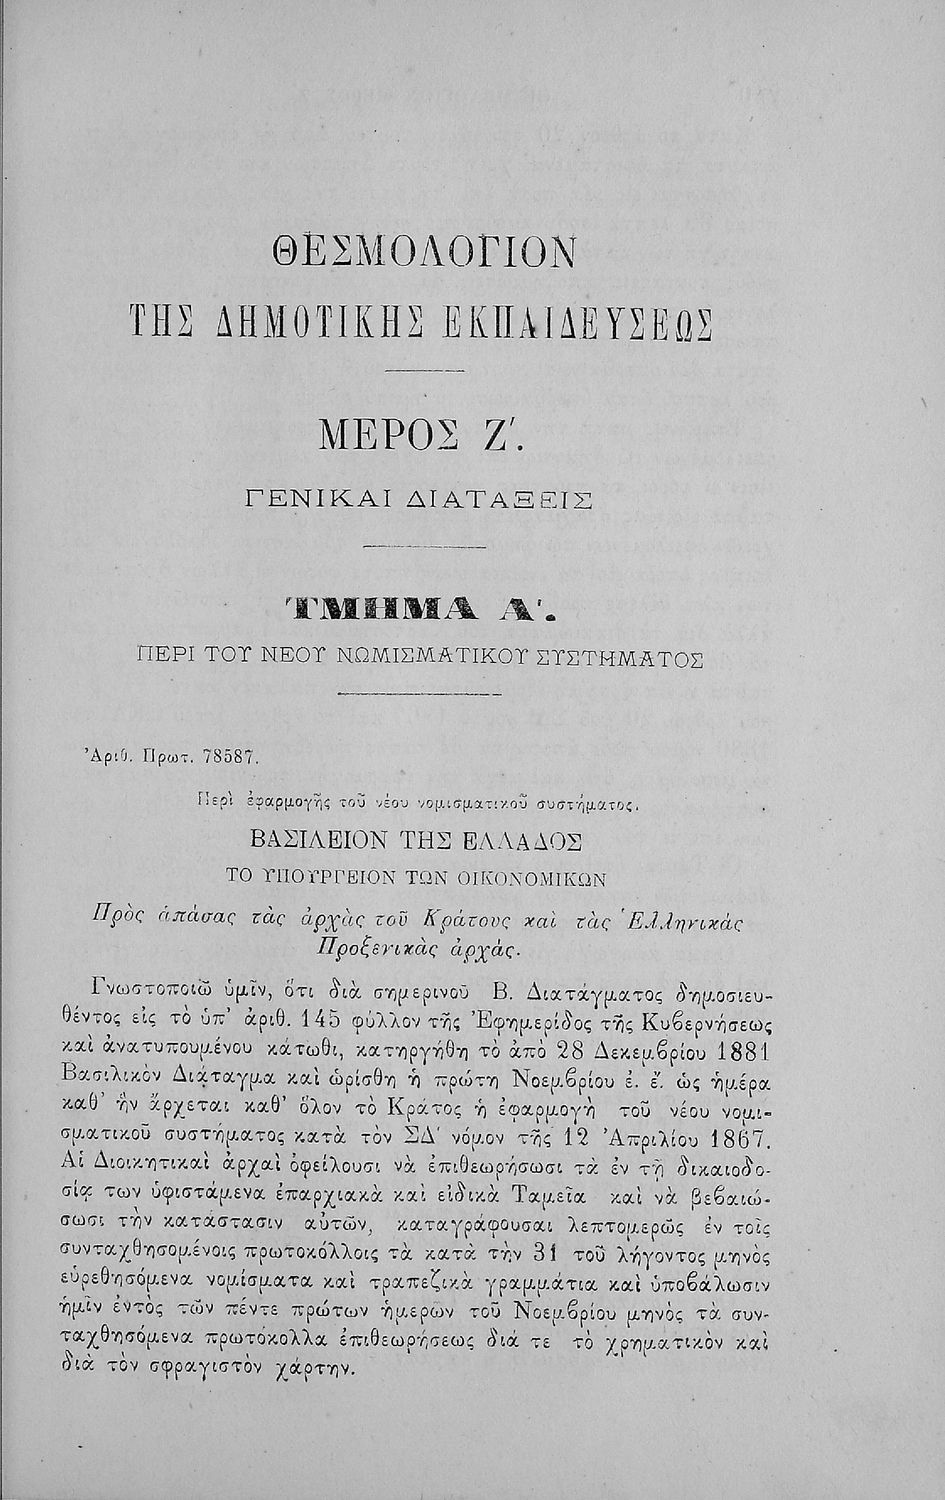 ΘΕΣΜΟΛΟΓΙΟΝ
ΤΗΣ ΔΗΜΟΤΙΚΗΣ ΕΚΠΑΙΔΕΥΣΕΩΣ
ΜΕΡΟΣ Ζ΄.
ΓΕΝΙΚΑΙ ΔΙΑΤΑΞΕΙΣ
ΤΜΗΜΑ Α΄.
ΠΕΡΙ ΤΟΥ ΝΕΟΥ ΝΩΜΙΣΜΑΤΙΚΟΥ ΣΥΣΤΗΜΑΤΟΣ
Ἀριθ. Πρωτ. 78587.
Περὶ ἐφαρμογῆς τοῦ νέου νομισματικοῦ συστήματος.
ΒΑΣΙΛΕΙΟΝ ΤΗΣ ΕΛΛΑΔΟΣ
ΤΟ ΥΠΟΥΡΓΕΙΟΝ ΤΩΝ ΟΙΚΟΝΟΜΙΚΩΝ
Πρὸς ἁπάσας τὰς ἀρχὰς τοῦ Κράτους καὶ τὰς Ἑλληνικὰς
Προξενικὰς ἀρχάς.
Γνωστοποιῶ ὑμῖν, ὅτι διὰ σημερινοῦ Β. Διατάγματος δημοσιευ-
θέντος εἰς τὸ ὑπ' ἀριθ. 145 φύλλον τῆς Ἐφημερίδος τῆς Κυβερνήσεως
καὶ ἀνατυπουμένου κάτωθι, κατηργήθη τὸ ἀπὸ 28 Δεκεμβρίου 1881
Βασιλικὸν Διάταγμα καὶ ὡρίσθη ἡ πρώτη Νοεμβρίου ἐ. ἔ. ὡς ἡμέρα
καθ' ἣν ἄρχεται καθ' ὅλον τὸ Κράτος ἡ ἐφαρμογὴ τοῦ νέου νομι-
σματικοῦ συστήματος κατὰ τὸν ΣΔ΄ νόμον τῆς 12 Ἀπριλίου 1867.
Αἱ Διοικητικαὶ ἀρχαὶ ὀφείλουσι νὰ ἐπιθεωρήσωσι τὰ ἐν τῇ δικαιοδο-
σίᾳ των ὑφιστάμενα ἐπαρχιακὰ καὶ εἰδικὰ Ταμεῖα καὶ νὰ βεβαιώ-
σωσι τὴν κατάστασιν αὐτῶν, καταγράφουσαι λεπτομερῶς ἐν τοῖς
συνταχθησομένοις πρωτοκόλλοις τὰ κατὰ τὴν 31 τοῦ λήγοντος μηνὸς
εὑρεθησόμενα νομίσματα καὶ τραπεζικὰ γραμμάτια καὶ ὑποβάλωσιν
ἡμῖν ἐντὸς τῶν πέντε πρώτων ἡμερῶν τοῦ Νοεμβρίου μηνὸς τὰ συν-
ταχθησόμενα πρωτόκολλα ἐπιθεωρήσεως διά τε τὸ χρηματικὸν καὶ
διὰ τὸν σφραγιστὸν χάρτην.